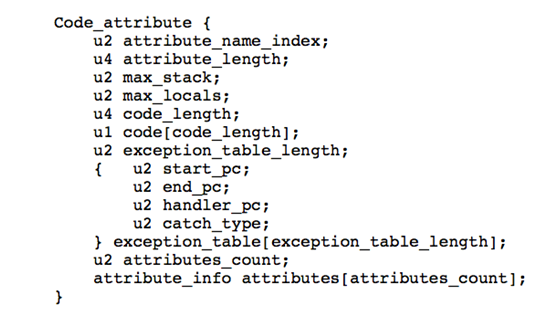 Code_attribute {
    u2 attribute_name_index;
    u4 attribute_length;
    u2 max_stack;
    u2 max_locals;
    u4 code_length;
    u1 code[code_length];
    u2 exception_table_length;
    {   u2 start_pc;
        u2 end_pc;
        u2 handler_pc;
        u2 catch_type;
    } exception_table[exception_table_length];
    u2 attributes_count;
    attribute_info attributes[attributes_count];
}